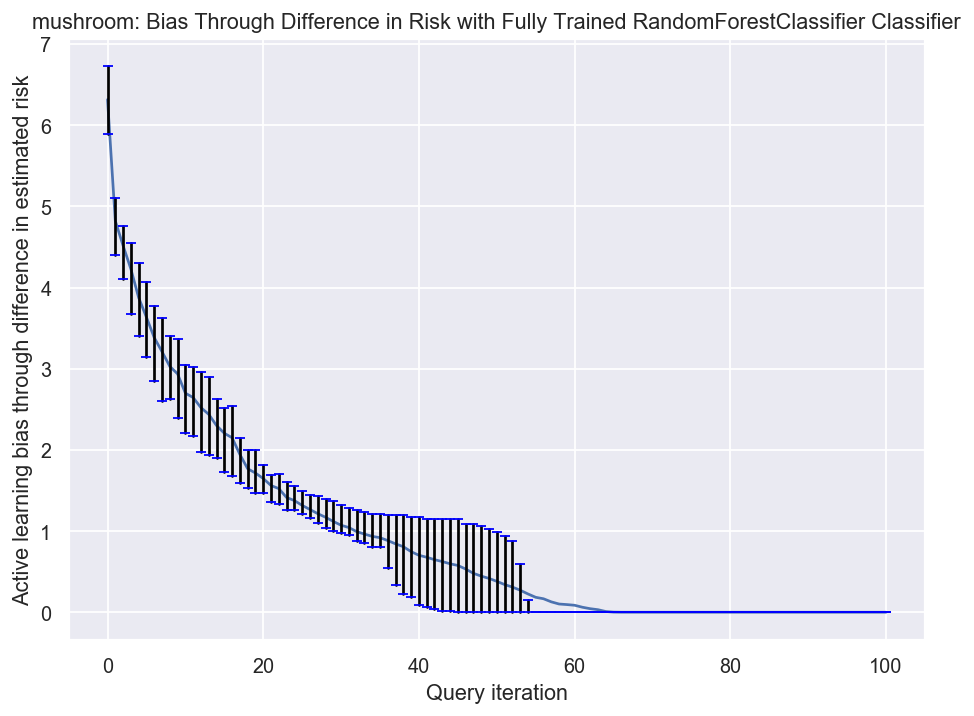 mushroom: Bias Through Difference in Risk with Fully Trained RandomForestClassifier Classifier
Active learning bias through difference in estimated risk
7
6
5
4
3
2
1
0
0 20 40 60 80 100
Query iteration